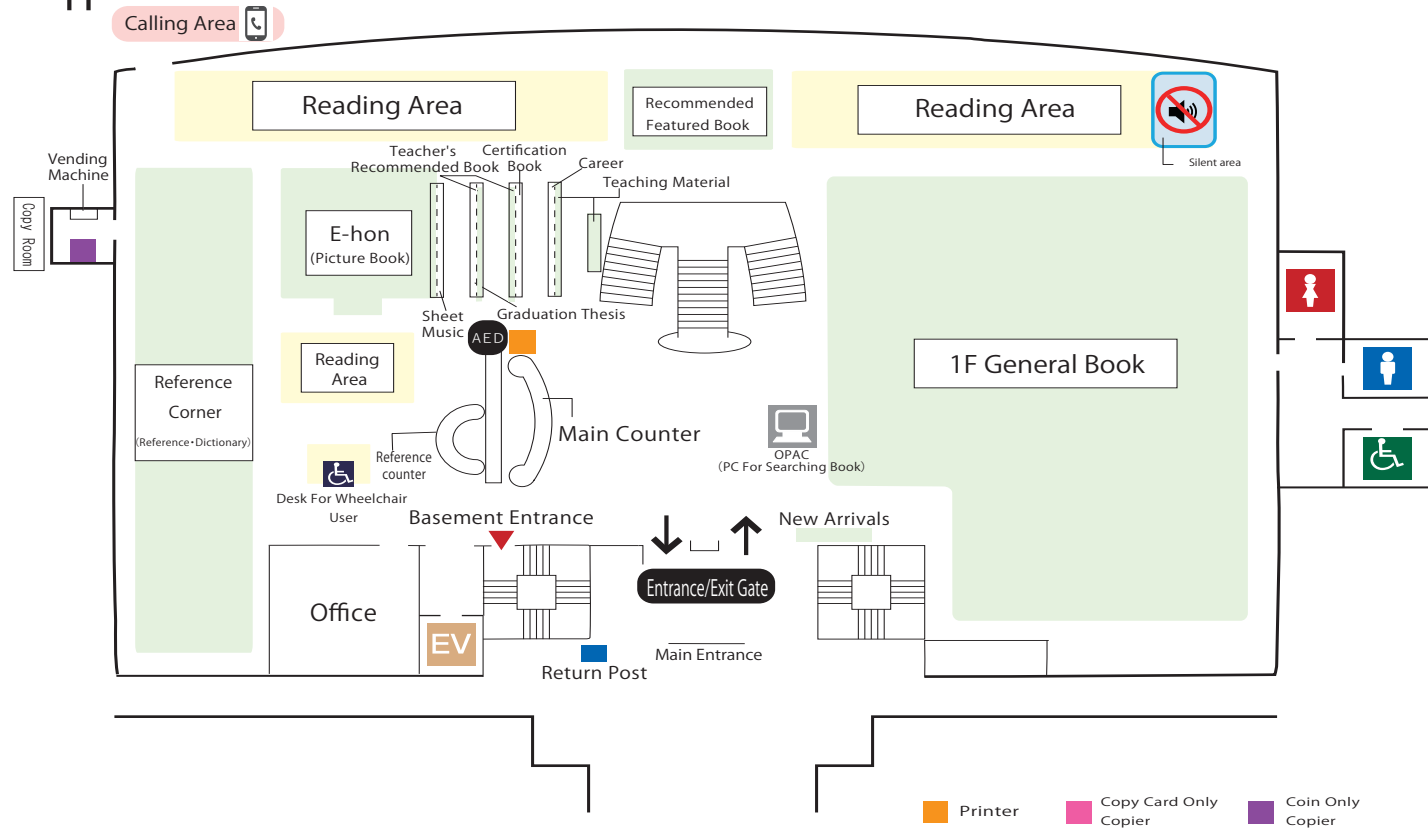 Calling Area
Reading Area
Recommended
Featured Book
Reading Area
Silent area
Vending
Machine
Copy Room
Teacher's
Recommended Book
Certification
Book
Career
Teaching Material
E-hon
(Picture Book)
Sheet
Music
Graduation Thesis
AED
Reading
Area
Reference
Corner
(Reference・Dictionary)
1F General Book
Main Counter
Reference
counter
OPAC
(PC For Searching Book)
Desk For Wheelchair
User
Basement Entrance
New Arrivals
Entrance/Exit Gate
Office
EV
Main Entrance
Return Post
Printer
Copy Card Only
Copier
Coin Only
Copier